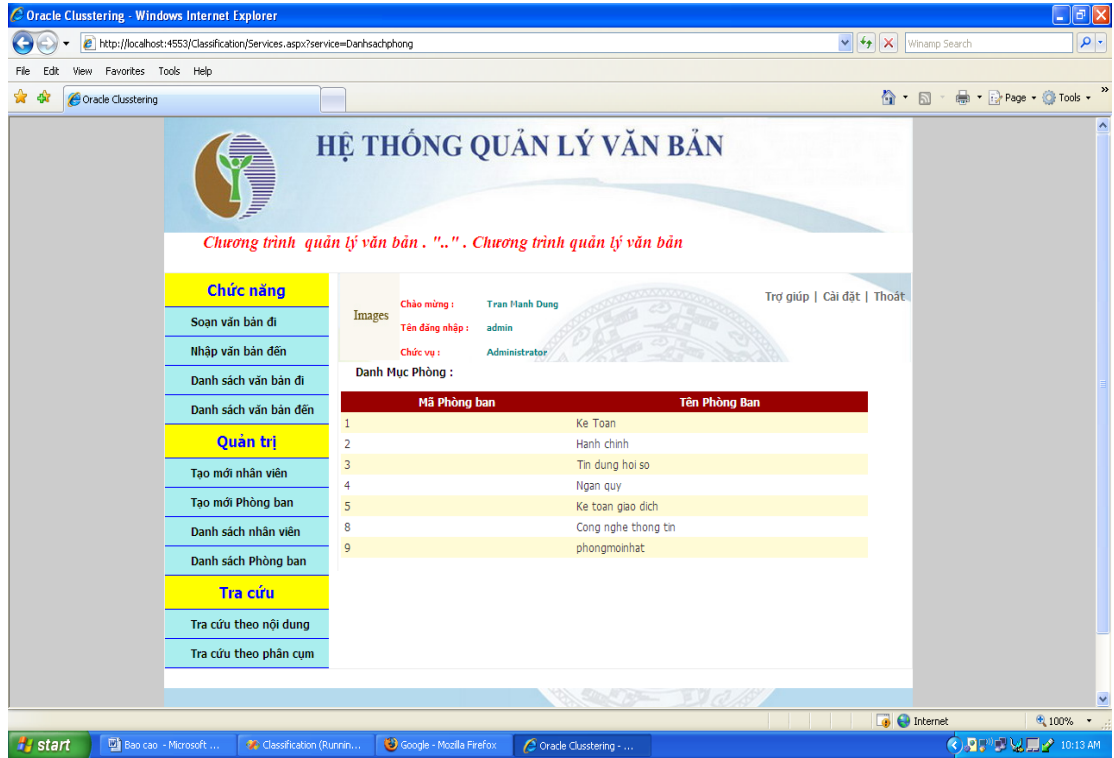 Oracle Clusstering - Windows Internet Explorer
http://localhost:4553/Classification/Services.aspx?service=Danhsachphong
Winamp Search
File Edit View Favorites Tools Help
Oracle Clusstering
Page Tools
HỆ THỐNG QUẢN LÝ VĂN BẢN
Chương trình quản lý văn bản . ".." . Chương trình quản lý văn bản
Chức năng
Soạn văn bản đi
Nhập văn bản đến
Danh sách văn bản đi
Danh sách văn bản đến
Quản trị
Tạo mới nhân viên
Tạo mới Phòng ban
Danh sách nhân viên
Danh sách Phòng ban
Tra cứu
Tra cứu theo nội dung
Tra cứu theo phân cụm
Images
Chào mừng : Tran Manh Dung
Tên đăng nhập : admin
Chức vụ : Administrator
Trợ giúp | Cài đặt | Thoát
Danh Mục Phòng :
Mã Phòng ban Tên Phòng Ban
1 Ke Toan
2 Hanh chinh
3 Tin dung hoi so
4 Ngan quy
5 Ke toan giao dich
8 Cong nghe thong tin
9 phongmoinhat
Internet 100%
start Bao cao - Microsoft ... Classification (Runnin... Google - Mozilla Firefox Oracle Clusstering - ... 10:13 AM